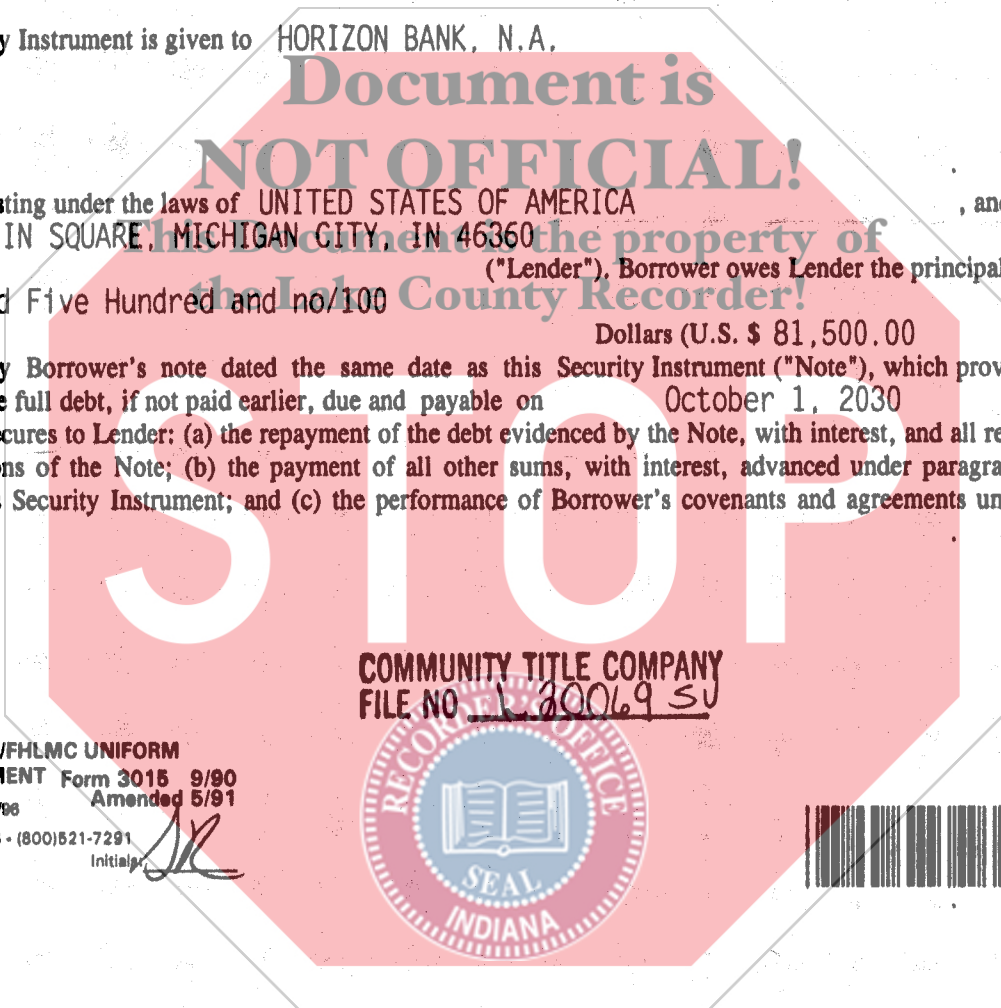 y Instrument is given to HORIZON BANK, N.A.
Document is
NOT OFFICIAL!
sting under the laws of UNITED STATES OF AMERICA , and
This Document is the property of
IN SQUARE, MICHIGAN CITY, IN 46360
("Lender"). Borrower owes Lender the principal
the Lake County Recorder!
d Five Hundred and no/100
Dollars (U.S. $ 81,500.00
y Borrower's note dated the same date as this Security Instrument ("Note"), which prov
e full debt, if not paid earlier, due and payable on October 1, 2030
cures to Lender: (a) the repayment of the debt evidenced by the Note, with interest, and all re
ns of the Note; (b) the payment of all other sums, with interest, advanced under paragra
s Security Instrument; and (c) the performance of Borrower's covenants and agreements un
STOP
COMMUNITY TITLE COMPANY
FILE NO L 20069 SU
RECORDER'S OFFICE
SEAL
INDIANA
/FHLMC UNIFORM
MENT Form 3015 9/90
Amended 5/91
/96
- (800)521-7291
Initials: